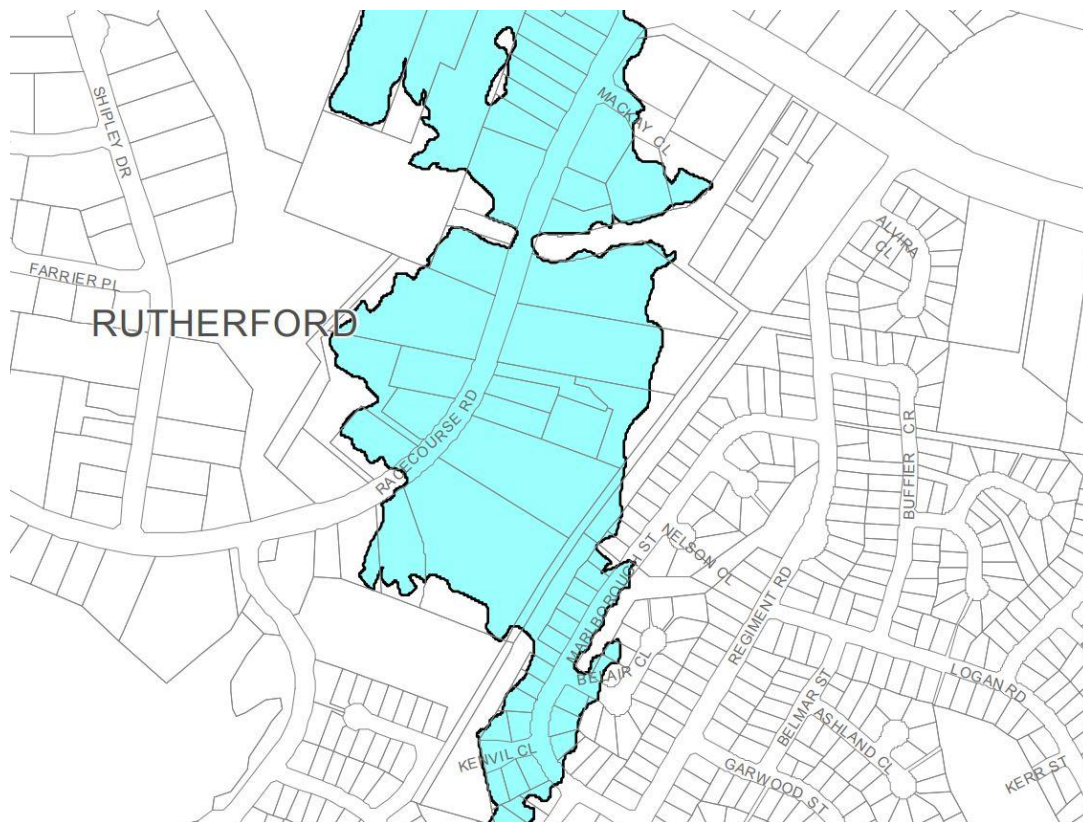 SHIPLEY DR
MACKAY CL
ALVIRA
CL
FARRIER PL
RUTHERFORD
RACECOURSE RD
BUFFIER CR
NELSON CL
MARLBOROUGH ST
REGIMENT RD
BELAIR CL
LOGAN RD
BELMAR ST
ASHLAND CL
KENVIL CL
GARWOOD ST
KERR ST